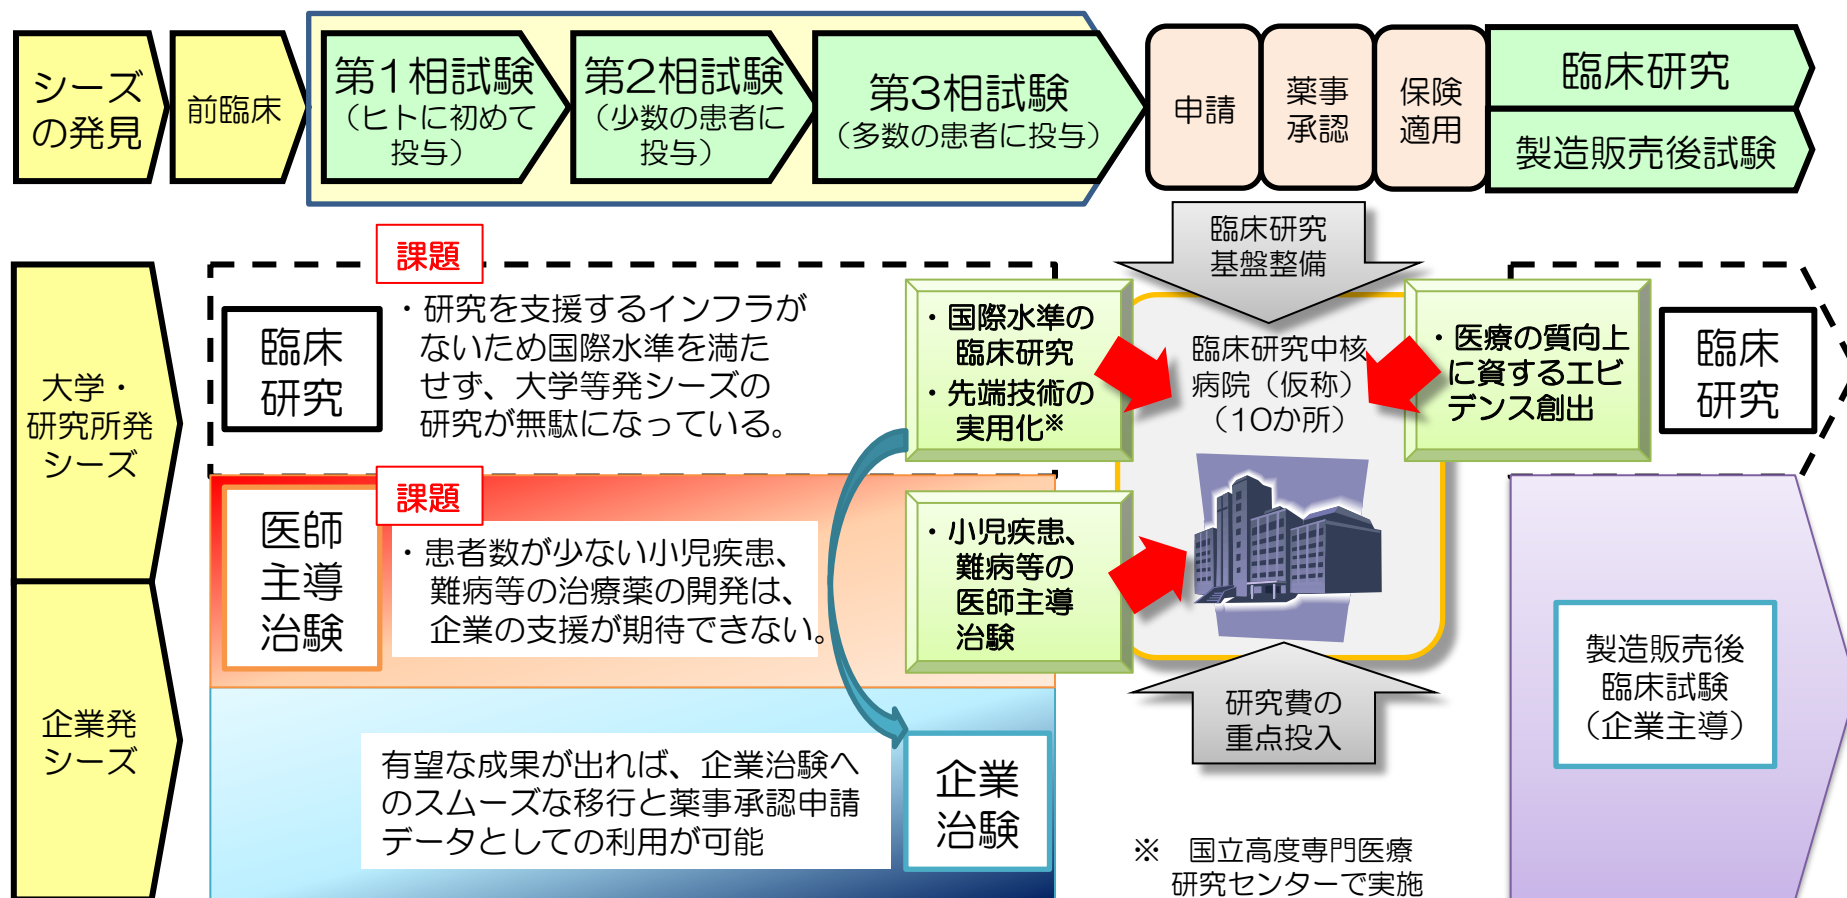 シーズ
の発見
前臨床
第1相試験
（ヒトに初めて
投与）
第2相試験
（少数の患者に
投与）
第3相試験
（多数の患者に投与）
申請
薬事
承認
保険
適用
臨床研究
製造販売後試験
大学・
研究所発
シーズ
企業発
シーズ
課題
臨床
研究
・研究を支援するインフラが
ないため国際水準を満た
せず、大学等発シーズの
研究が無駄になっている。
課題
医師
主導
治験
・患者数が少ない小児疾患、
難病等の治療薬の開発は、
企業の支援が期待できない。
有望な成果が出れば、企業治験へ
のスムーズな移行と薬事承認申請
データとしての利用が可能
企業
治験
・国際水準の
臨床研究
・先端技術の
実用化※
・小児疾患、
難病等の
医師主導
治験
臨床研究
基盤整備
臨床研究中核
病院（仮称）
（10か所）
研究費の
重点投入
・医療の質向上
に資するエビ
デンス創出
臨床
研究
製造販売後
臨床試験
（企業主導）
※　国立高度専門医療
研究センターで実施